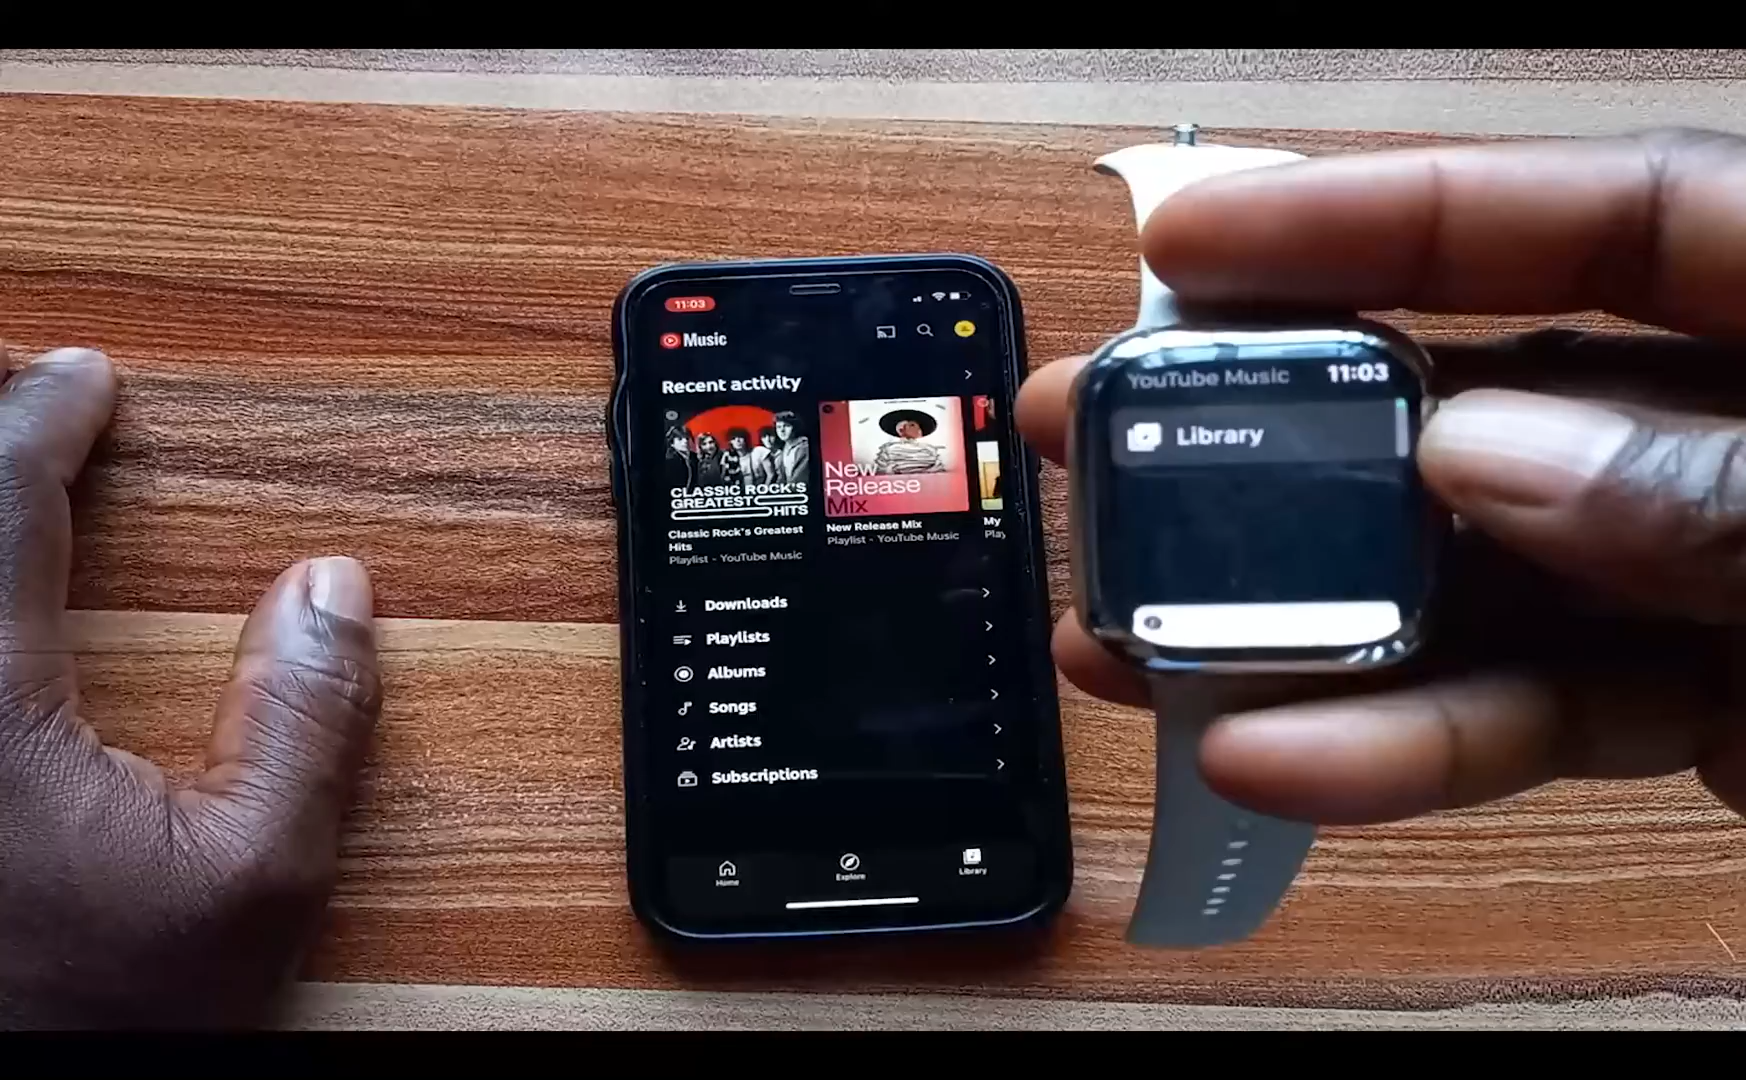 11:03
Music
Recent activity
CLASSIC ROCK'S
GREATEST
HITS
Classic Rock's Greatest
Hits
Playlist - YouTube Music
New
Release
Mix
New Release Mix
Playlist - YouTube Music
My
Play
Downloads
Playlists
Albums
Songs
Artists
Subscriptions
Home
Explore
Library
YouTube Music 11:03
Library